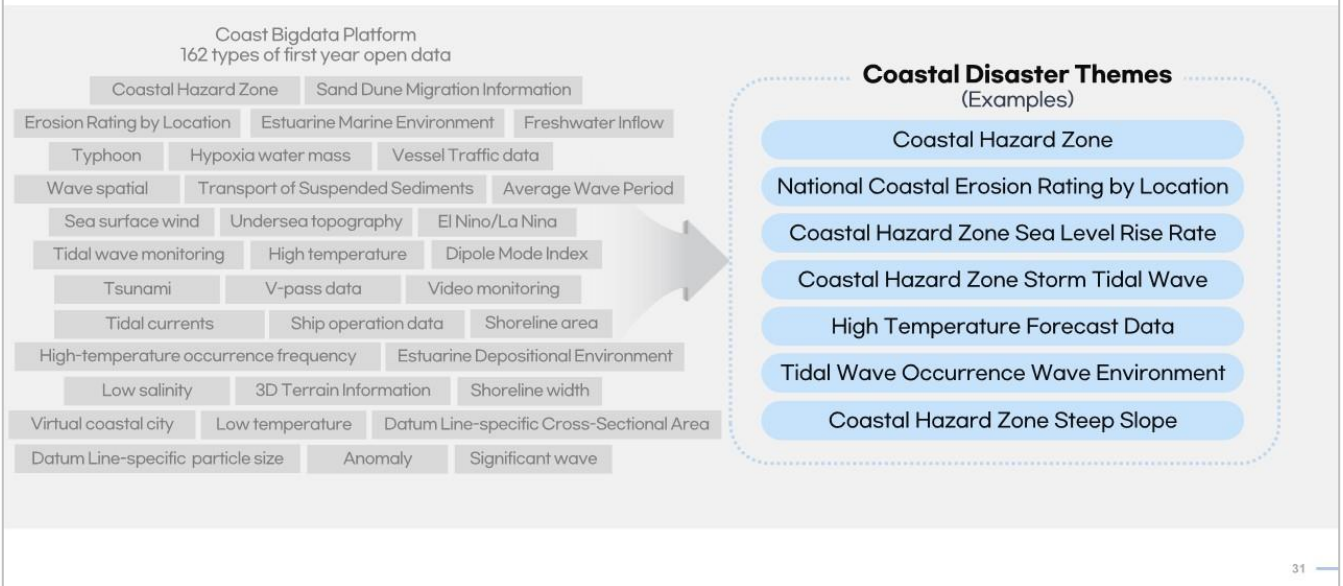 Coast Bigdata Platform
162 types of first year open data
Coastal Hazard Zone Sand Dune Migration Information
Erosion Rating by Location Estuarine Marine Environment Freshwater Inflow
Typhoon Hypoxia water mass Vessel Traffic data
Wave spatial Transport of Suspended Sediments Average Wave Period
Sea surface wind Undersea topography El Nino/La Nina
Tidal wave monitoring High temperature Dipole Mode Index
Tsunami V-pass data Video monitoring
Tidal currents Ship operation data Shoreline area
High-temperature occurrence frequency Estuarine Depositional Environment
Low salinity 3D Terrain Information Shoreline width
Virtual coastal city Low temperature Datum Line-specific Cross-Sectional Area
Datum Line-specific particle size Anomaly Significant wave
Coastal Disaster Themes
(Examples)
Coastal Hazard Zone
National Coastal Erosion Rating by Location
Coastal Hazard Zone Sea Level Rise Rate
Coastal Hazard Zone Storm Tidal Wave
High Temperature Forecast Data
Tidal Wave Occurrence Wave Environment
Coastal Hazard Zone Steep Slope
31